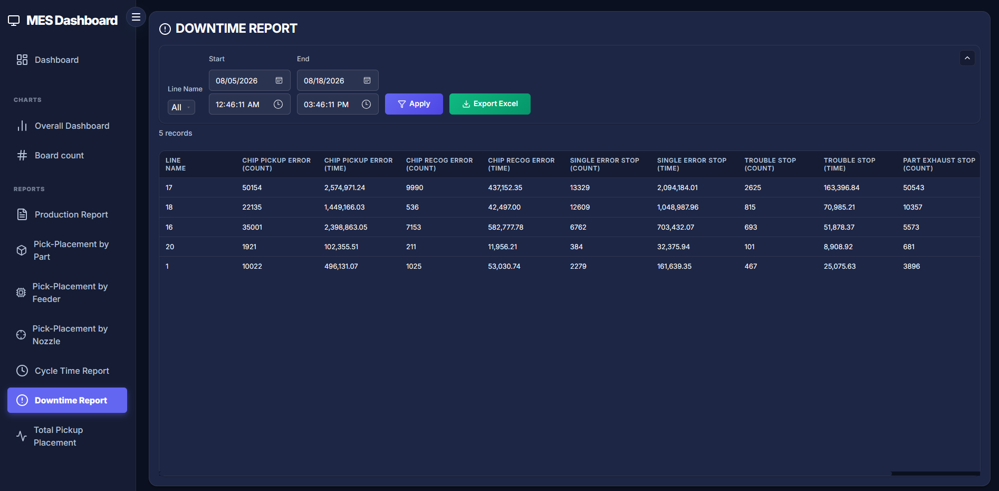 MES Dashboard
Dashboard
CHARTS
Overall Dashboard
Board count
REPORTS
Production Report
Pick-Placement by
Part
Pick-Placement by
Feeder
Pick-Placement by
Nozzle
Cycle Time Report
Downtime Report
Total Pickup
Placement
DOWNTIME REPORT
Line Name
All
Start
08/05/2026
12:46:11 AM
End
08/18/2026
03:46:11 PM
Apply
Export Excel
5 records
LINE NAME CHIP PICKUP ERROR (COUNT) CHIP PICKUP ERROR (TIME) CHIP RECOG ERROR (COUNT) CHIP RECOG ERROR (TIME) SINGLE ERROR STOP (COUNT) SINGLE ERROR STOP (TIME) TROUBLE STOP (COUNT) TROUBLE STOP (TIME) PART EXHAUST STOP (COUNT)
17 50154 2,574,971.24 9990 437,152.35 13329 2,094,184.01 2625 163,396.84 50543
18 22135 1,449,166.03 536 42,497.00 12609 1,048,987.96 815 70,985.21 10357
16 35001 2,398,863.05 7153 582,777.78 6762 703,432.07 693 51,878.37 5573
20 1921 102,355.51 211 11,956.21 384 32,375.94 101 8,908.92 681
1 10022 496,131.07 1025 53,030.74 2279 161,639.35 467 25,075.63 3896